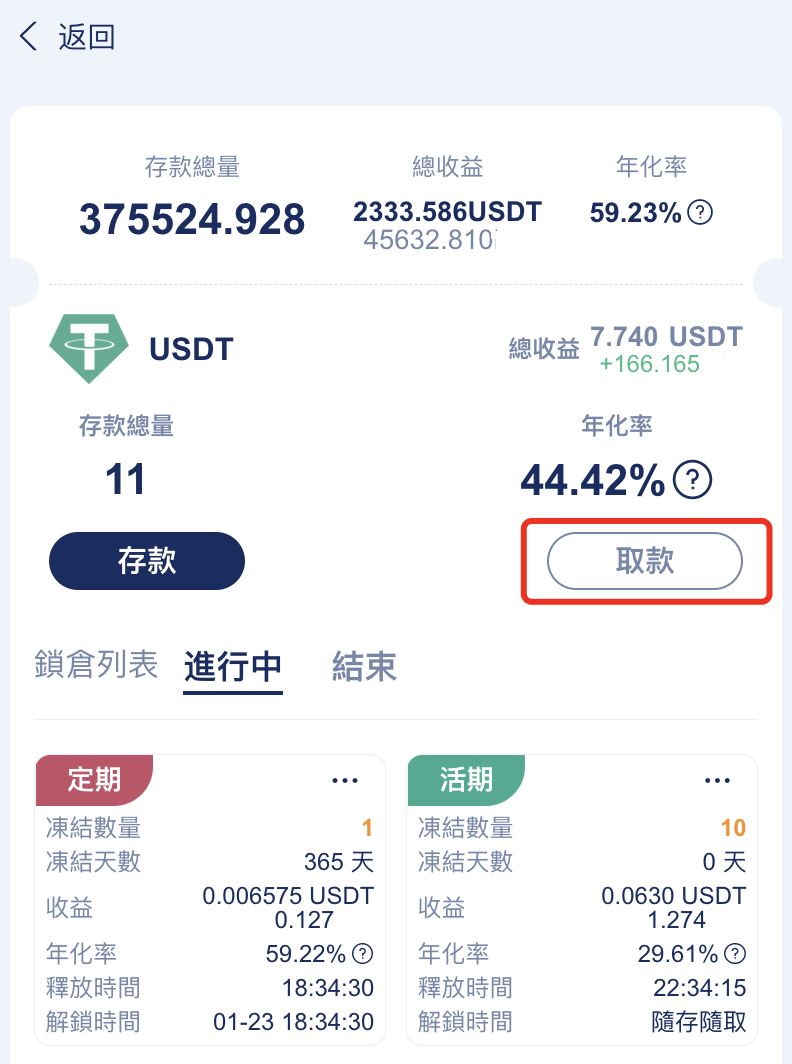 返回
存款總量 總收益 年化率
375524.928 2333.586USDT 59.23% ?
45632.810
USDT 總收益 7.740 USDT
+166.165
存款總量 年化率
11 44.42% ?
存款 取款
鎖倉列表 進行中 結束
定期 ...
凍結數量 1
凍結天數 365 天
收益 0.006575 USDT
0.127
年化率 59.22% ?
釋放時間 18:34:30
解鎖時間 01-23 18:34:30
活期 ...
凍結數量 10
凍結天數 0 天
收益 0.0630 USDT
1.274
年化率 29.61% ?
釋放時間 22:34:15
解鎖時間 隨存隨取